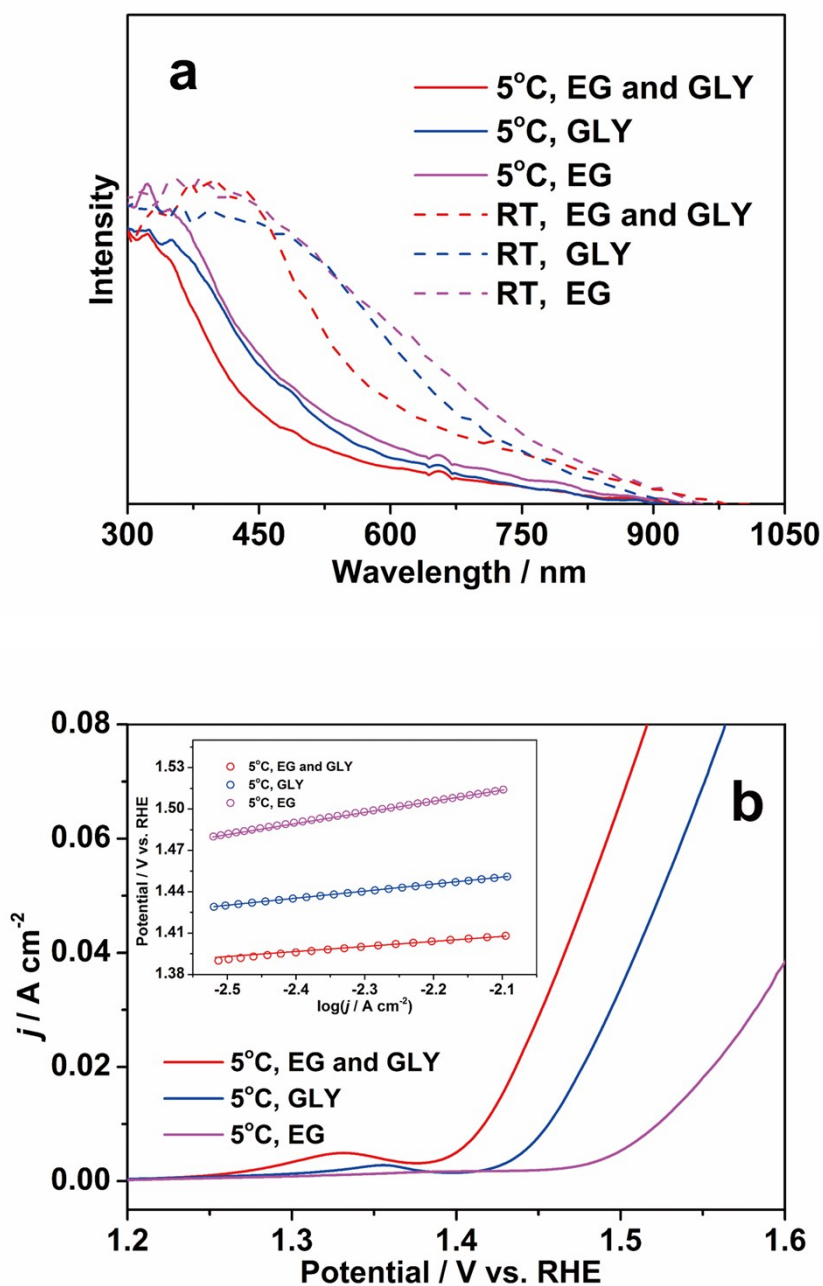 a
5°C, EG and GLY
5°C, GLY
5°C, EG
RT, EG and GLY
RT, GLY
RT, EG
Intensity
300 450 600 750 900 1050
Wavelength / nm
b
0.08
0.06
0.04
0.02
0.00
j / A cm-2
1.53
1.50
1.47
1.44
1.41
1.38
Potential / V vs. RHE
5°C, EG and GLY
5°C, GLY
5°C, EG
-2.5 -2.4 -2.3 -2.2 -2.1
log(j / A cm-2)
5°C, EG and GLY
5°C, GLY
5°C, EG
1.2 1.3 1.4 1.5 1.6
Potential / V vs. RHE